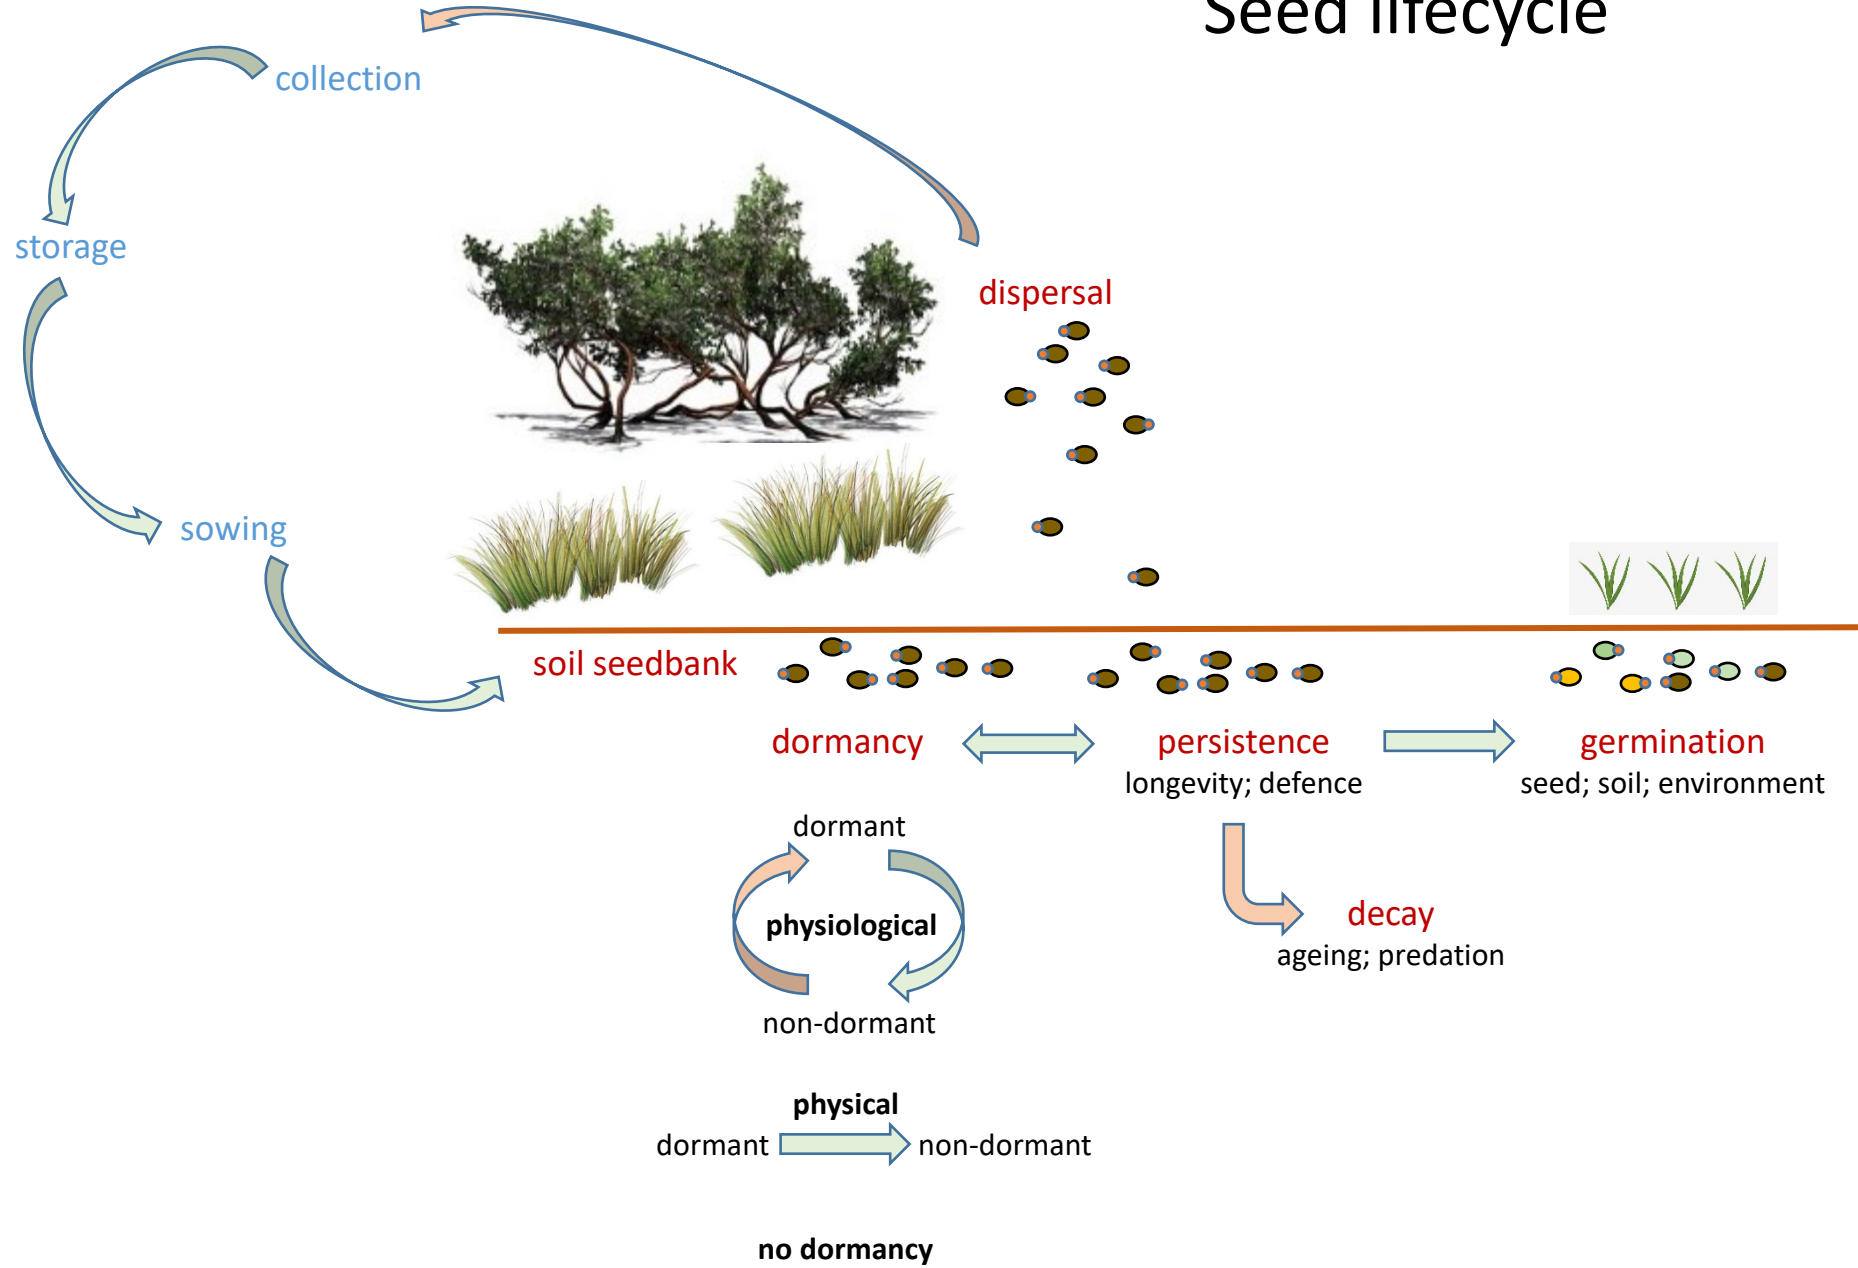 Seed lifecycle
collection
storage
dispersal
sowing
soil seedbank
dormancy
persistence
longevity; defence
germination
seed; soil; environment
dormant
physiological
non-dormant
decay
ageing; predation
physical
dormant
non-dormant
no dormancy